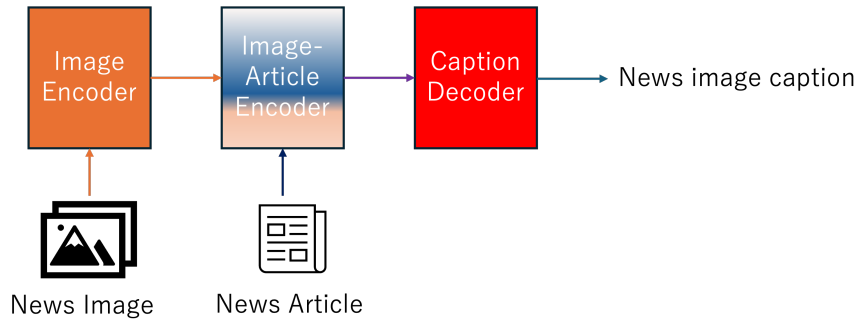 Image
Encoder
Image-
Article
Encoder
Caption
Decoder
News image caption
News Image
News Article